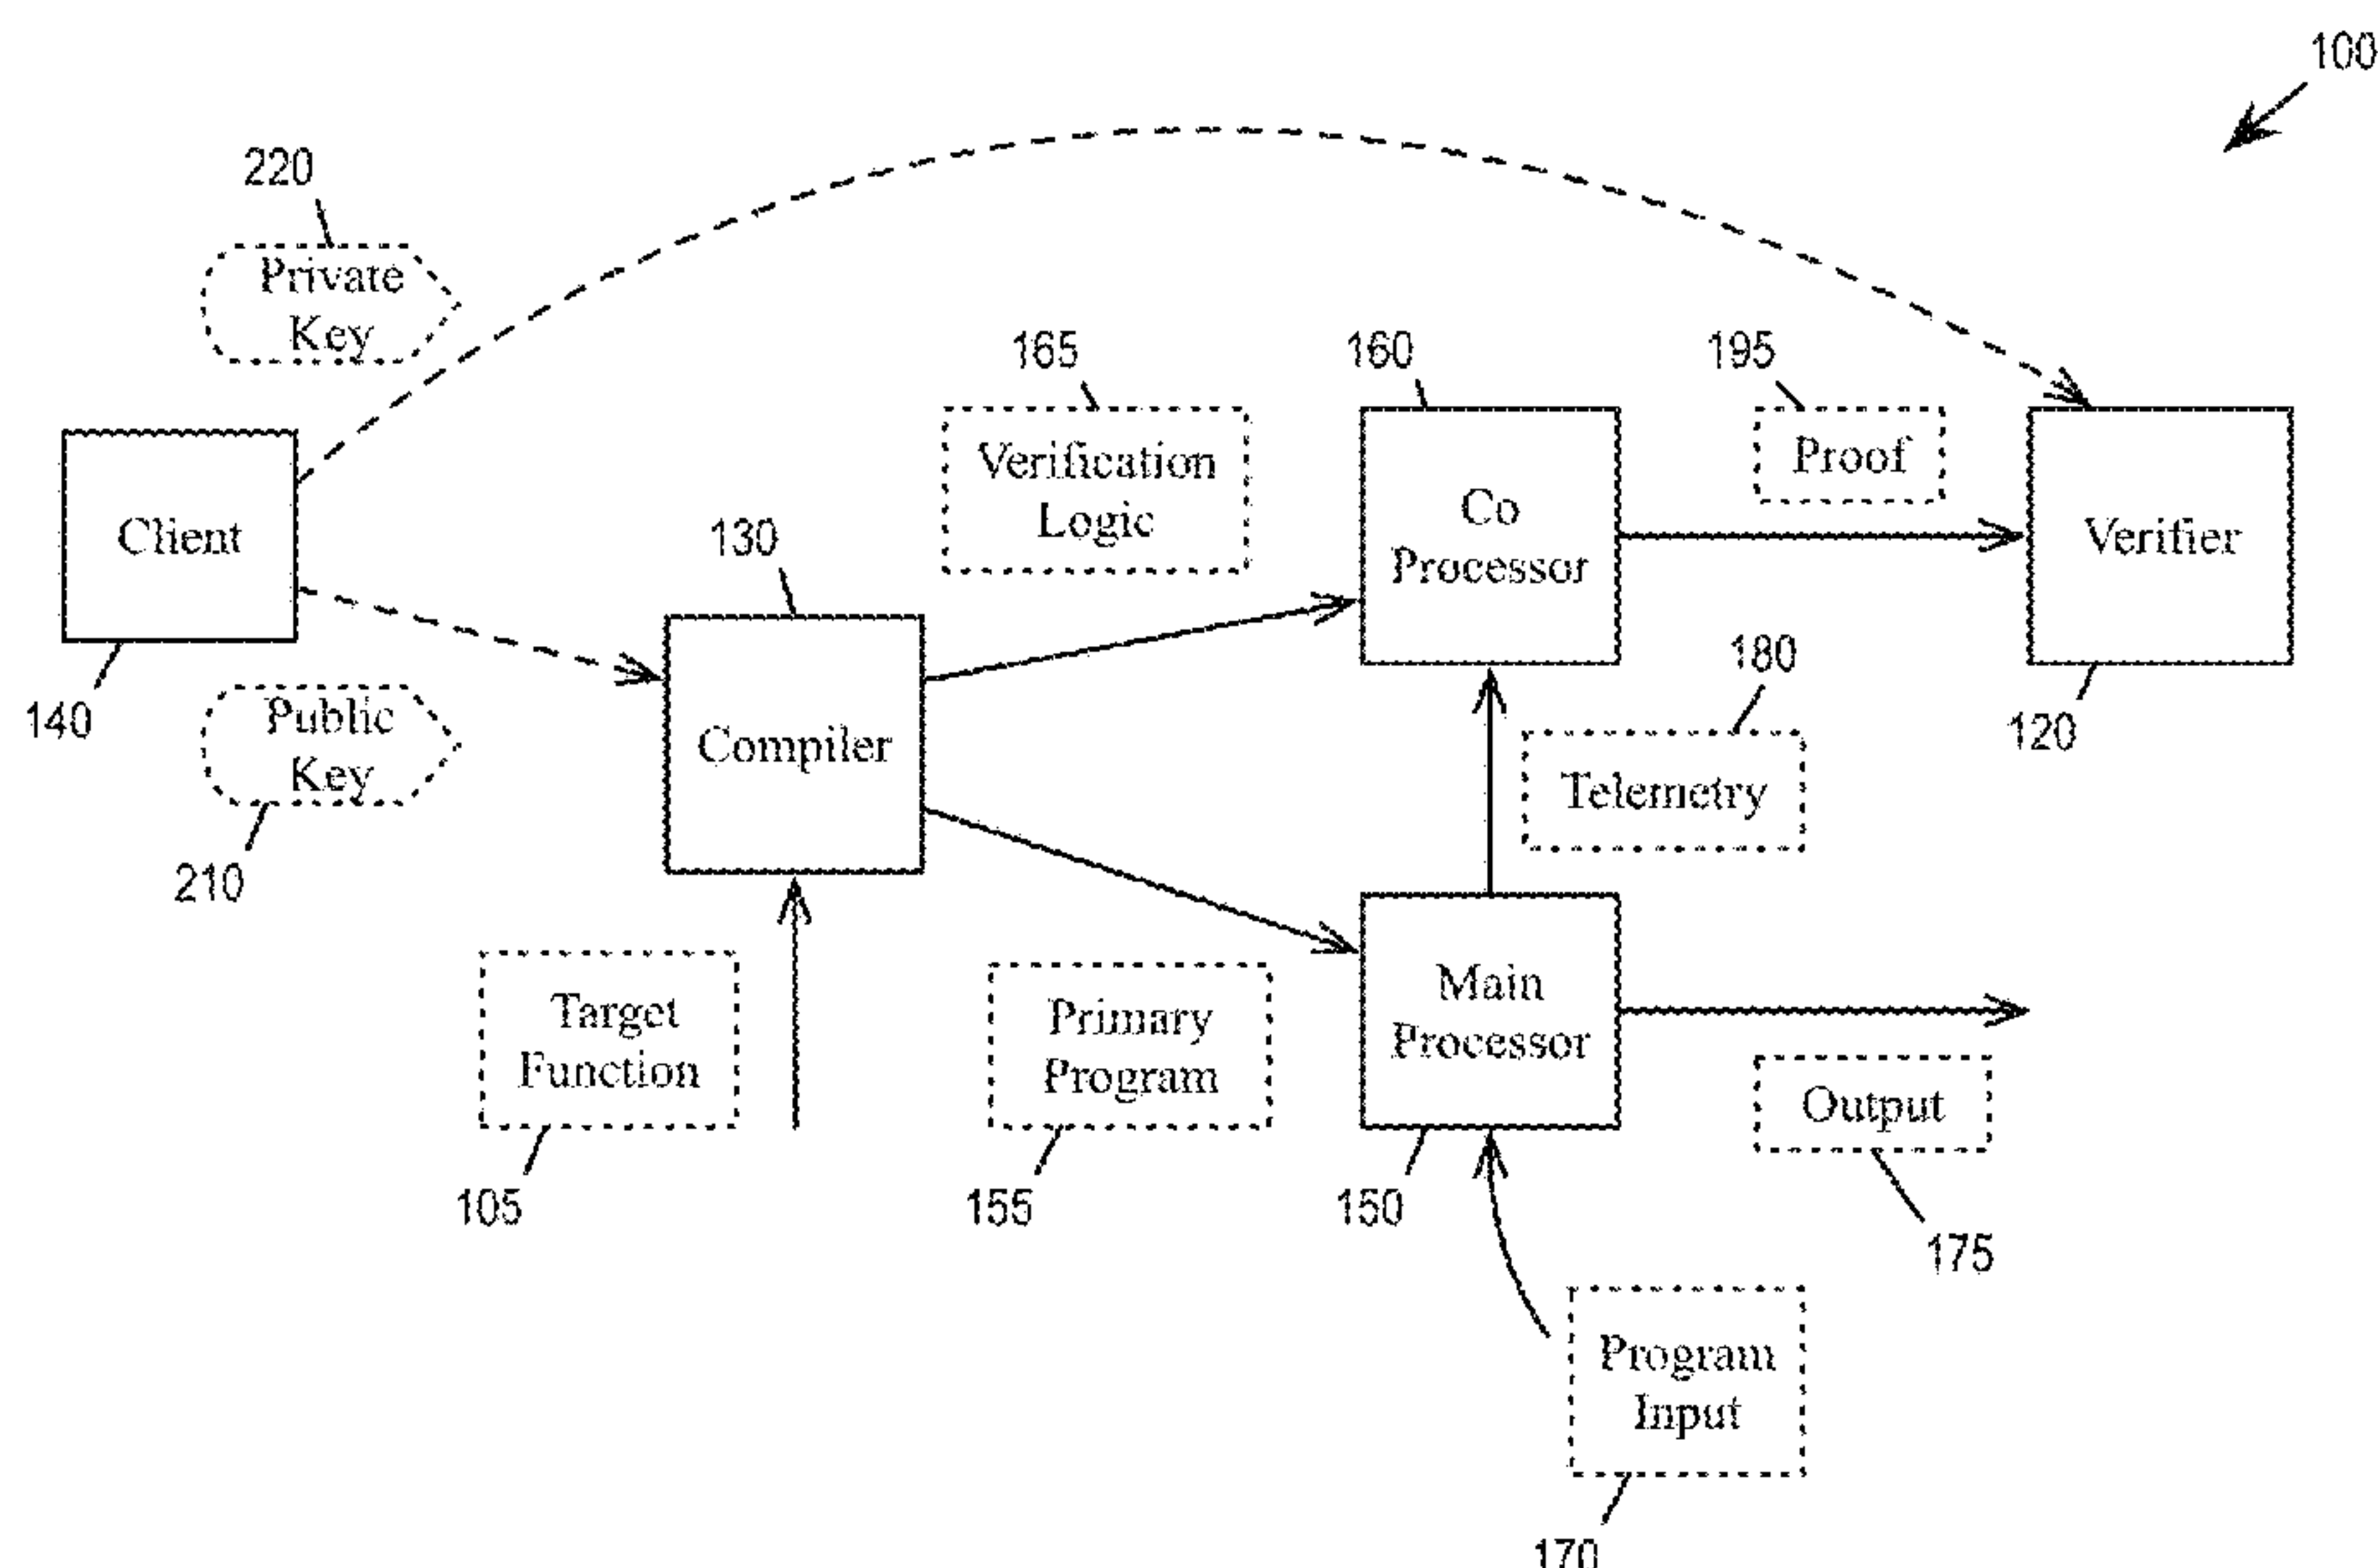 100
220
Private
Key
165
160
195
Verification
Logic
Co
Processor
Proof
Verifier
Client
130
180
140
Public
Key
120
Compiler
Telemetry
210
Target
Function
Primary
Program
Main
Processor
Output
105
155
150
175
Program
Input
170